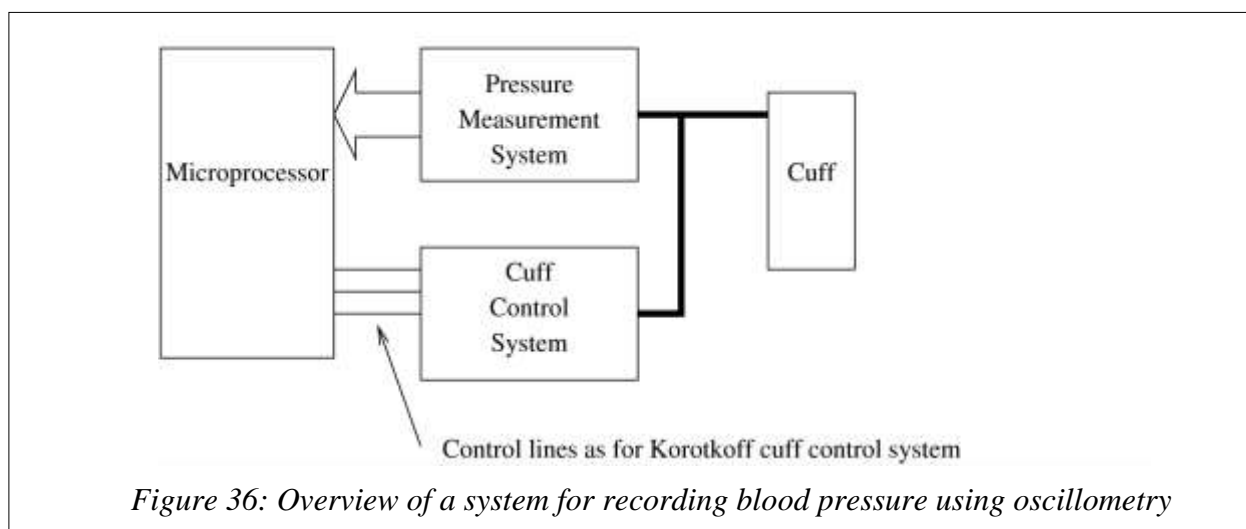 Pressure
Measurement
System
Microprocessor
Cuff
Cuff
Control
System
Control lines as for Korotkoff cuff control system
Figure 36: Overview of a system for recording blood pressure using oscillometry